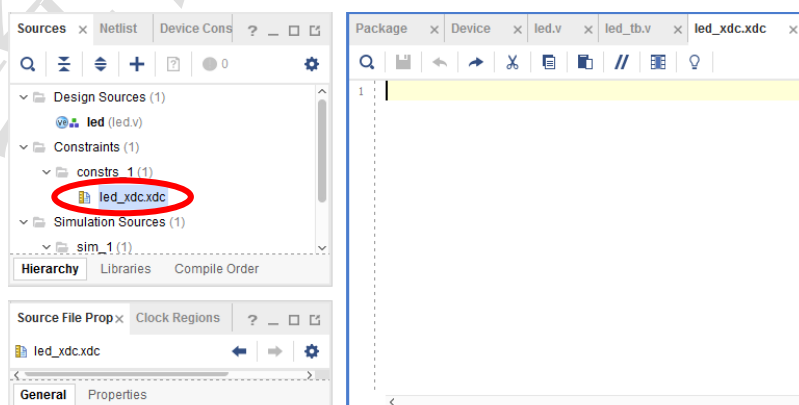 Sources × Netlist Device Cons ? _
0
Design Sources (1)
led (led.v)
Constraints (1)
constrs_1 (1)
led_xdc.xdc
Simulation Sources (1)
sim_1 (1)
Hierarchy Libraries Compile Order
Source File Prop × Clock Regions ? _
led_xdc.xdc
General Properties
Package × Device × led.v × led_tb.v × led_xdc.xdc ×
//
1